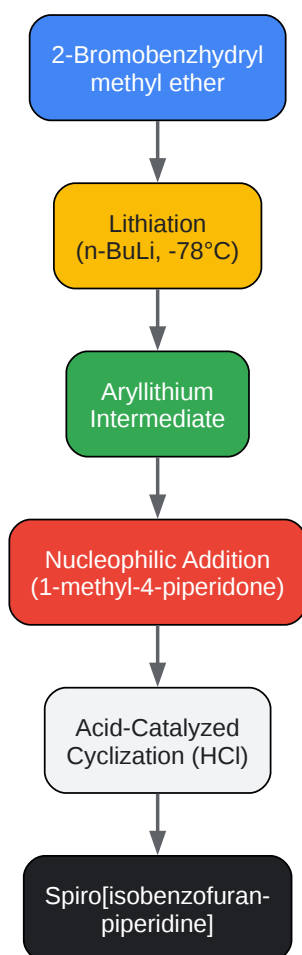 2-Bromobenzhydryl
methyl ether
Lithiation
(n-BuLi, -78°C)
Aryllithium
Intermediate
Nucleophilic Addition
(1-methyl-4-piperidone)
Acid-Catalyzed
Cyclization (HCl)
Spiro[isobenzofuran-
piperidine]